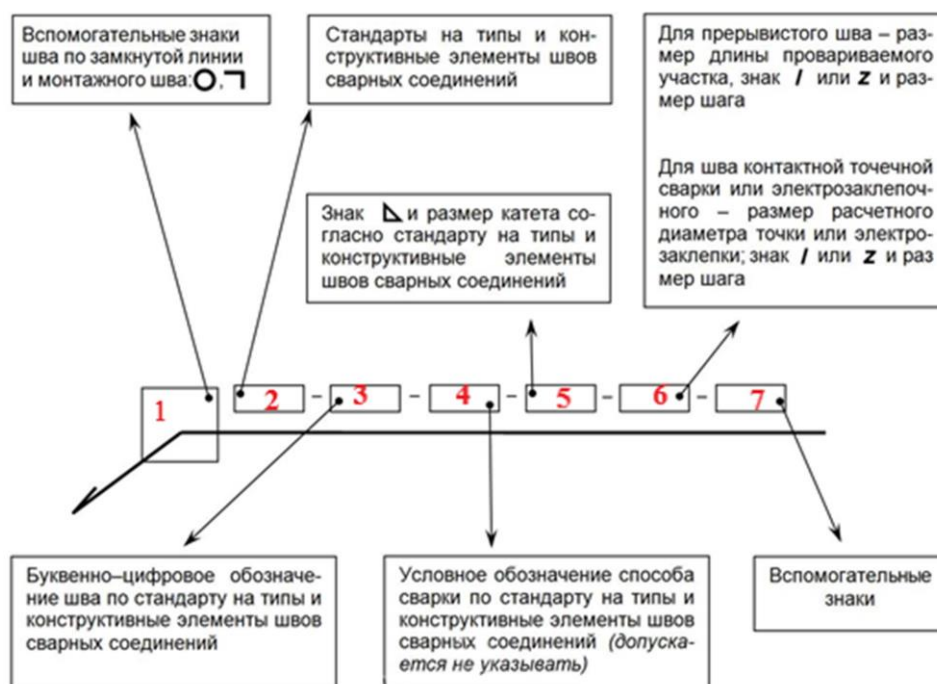 Вспомогательные знаки
шва по замкнутой линии
и монтажного шва:
Стандарты на типы и кон-
структивные элементы швов
сварных соединений
Для прерывистого шва – раз-
мер длины провариваемого
участка, знак / или Z и раз-
мер шага
Для шва контактной точечной
сварки или электрозаклепоч-
ного – размер расчетного
диаметра точки или электро-
заклепки; знак / или Z и раз
мер шага
Знак и размер катета со-
гласно стандарту на типы и
конструктивные элементы
швов сварных соединений
1 2 – 3 – 4 – 5 – 6 – 7
Буквенно–цифровое обозначе-
ние шва по стандарту на типы и
конструктивные элементы швов
сварных соединений
Условное обозначение способа
сварки по стандарту на типы и
конструктивные элементы швов
сварных соединений (допуска-
ется не указывать)
Вспомогательные
знаки